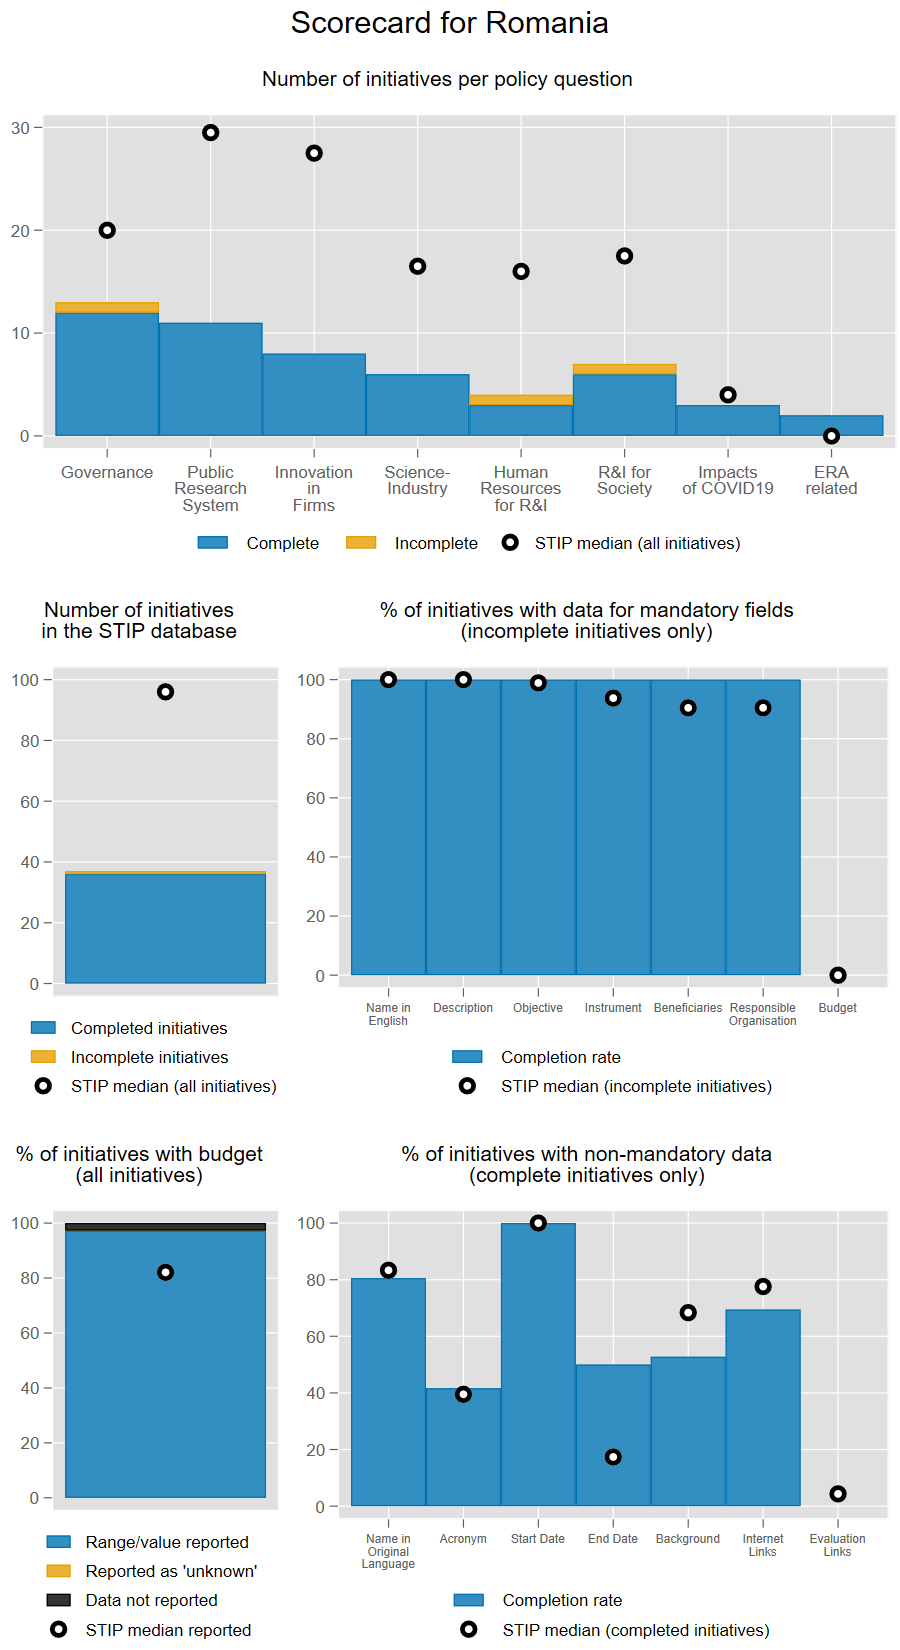 Scorecard for Romania
Number of initiatives per policy question
30
20
10
0
Governance
Public
Research
System
Innovation
in
Firms
Science-
Industry
Human
Resources
for R&I
R&I for
Society
Impacts
of COVID19
ERA
related
Complete
Incomplete
STIP median (all initiatives)
Number of initiatives
in the STIP database
100
80
60
40
20
0
Completed initiatives
Incomplete initiatives
STIP median (all initiatives)
% of initiatives with data for mandatory fields
(incomplete initiatives only)
100
80
60
40
20
0
Name in
English
Description
Objective
Instrument
Beneficiaries
Responsible
Organisation
Budget
Completion rate
STIP median (incomplete initiatives)
% of initiatives with budget
(all initiatives)
100
80
60
40
20
0
Range/value reported
Reported as 'unknown'
Data not reported
STIP median reported
% of initiatives with non-mandatory data
(complete initiatives only)
100
80
60
40
20
0
Name in
Original
Language
Acronym
Start Date
End Date
Background
Internet
Links
Evaluation
Links
Completion rate
STIP median (completed initiatives)